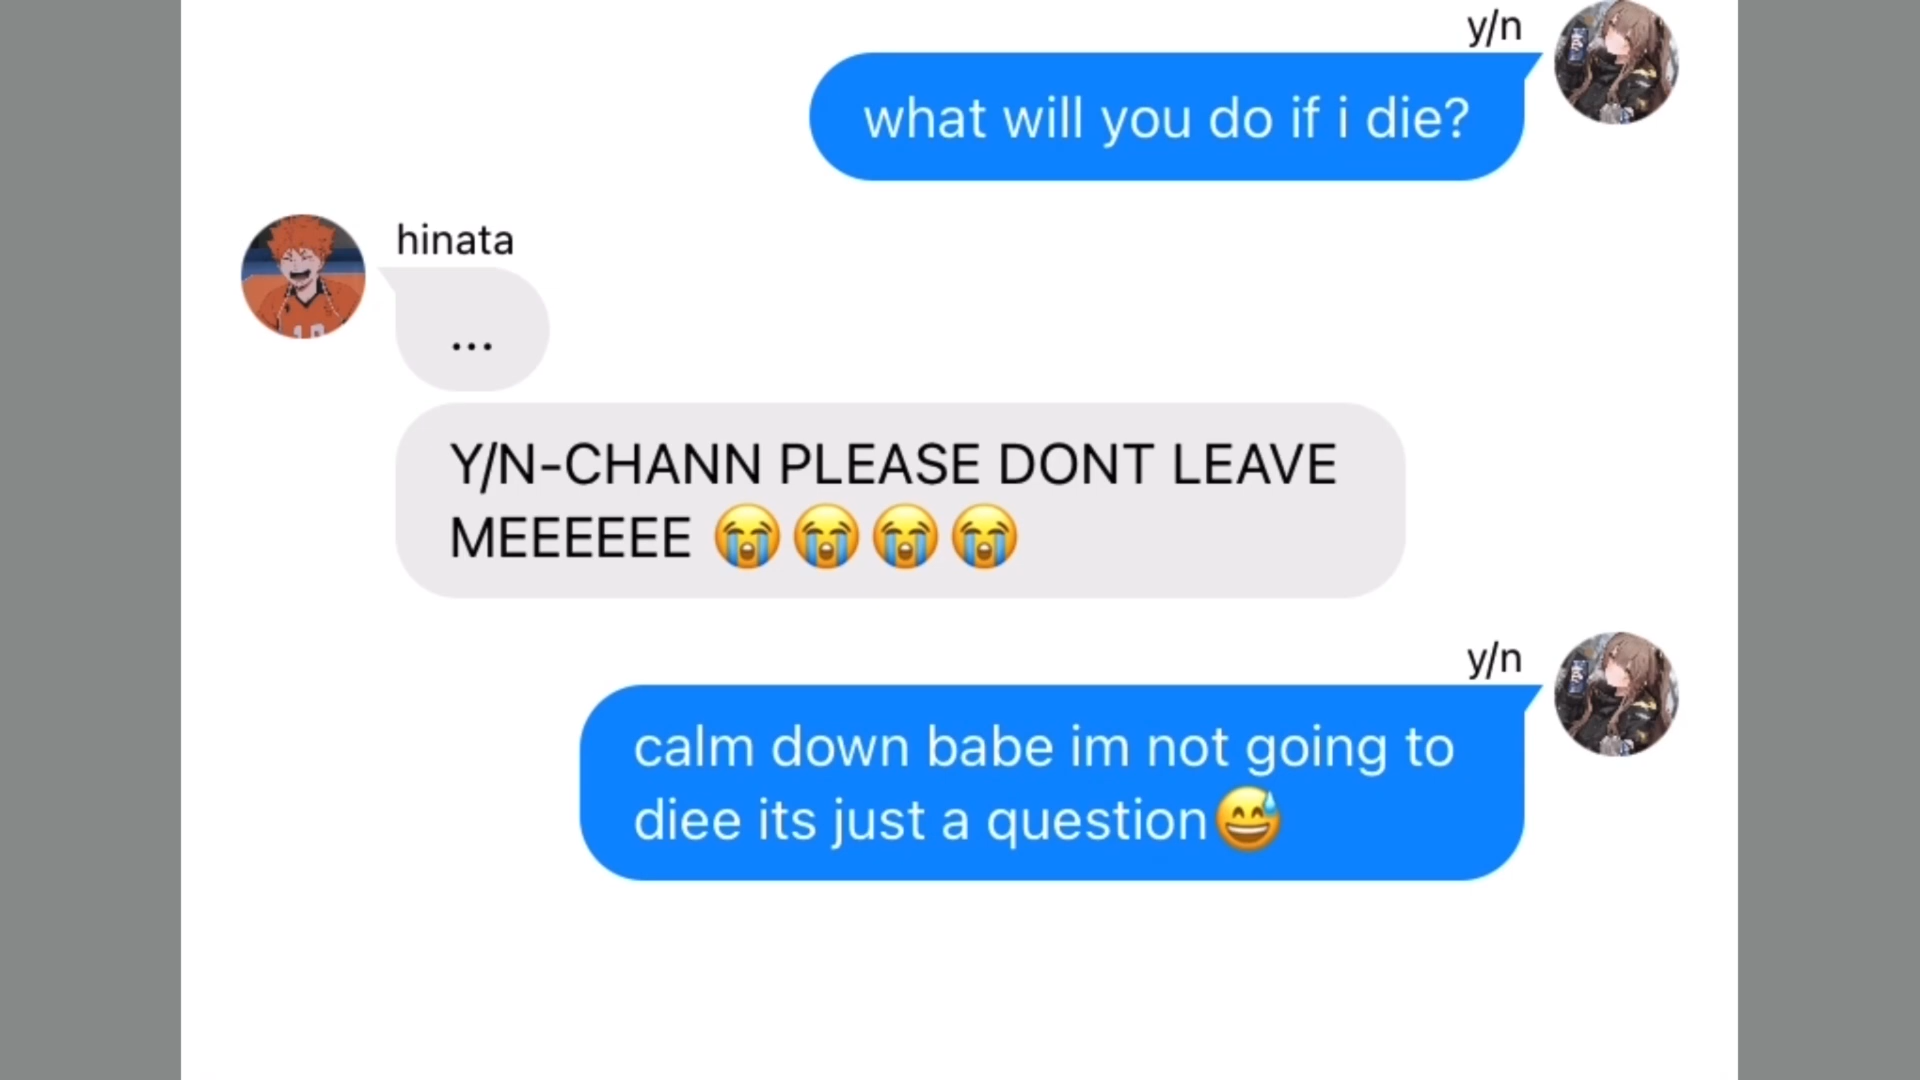 y/n
what will you do if i die?
hinata
...
Y/N-CHANN PLEASE DONT LEAVE
MEEEEEE 😭😭😭😭
y/n
calm down babe im not going to
diee its just a question😅